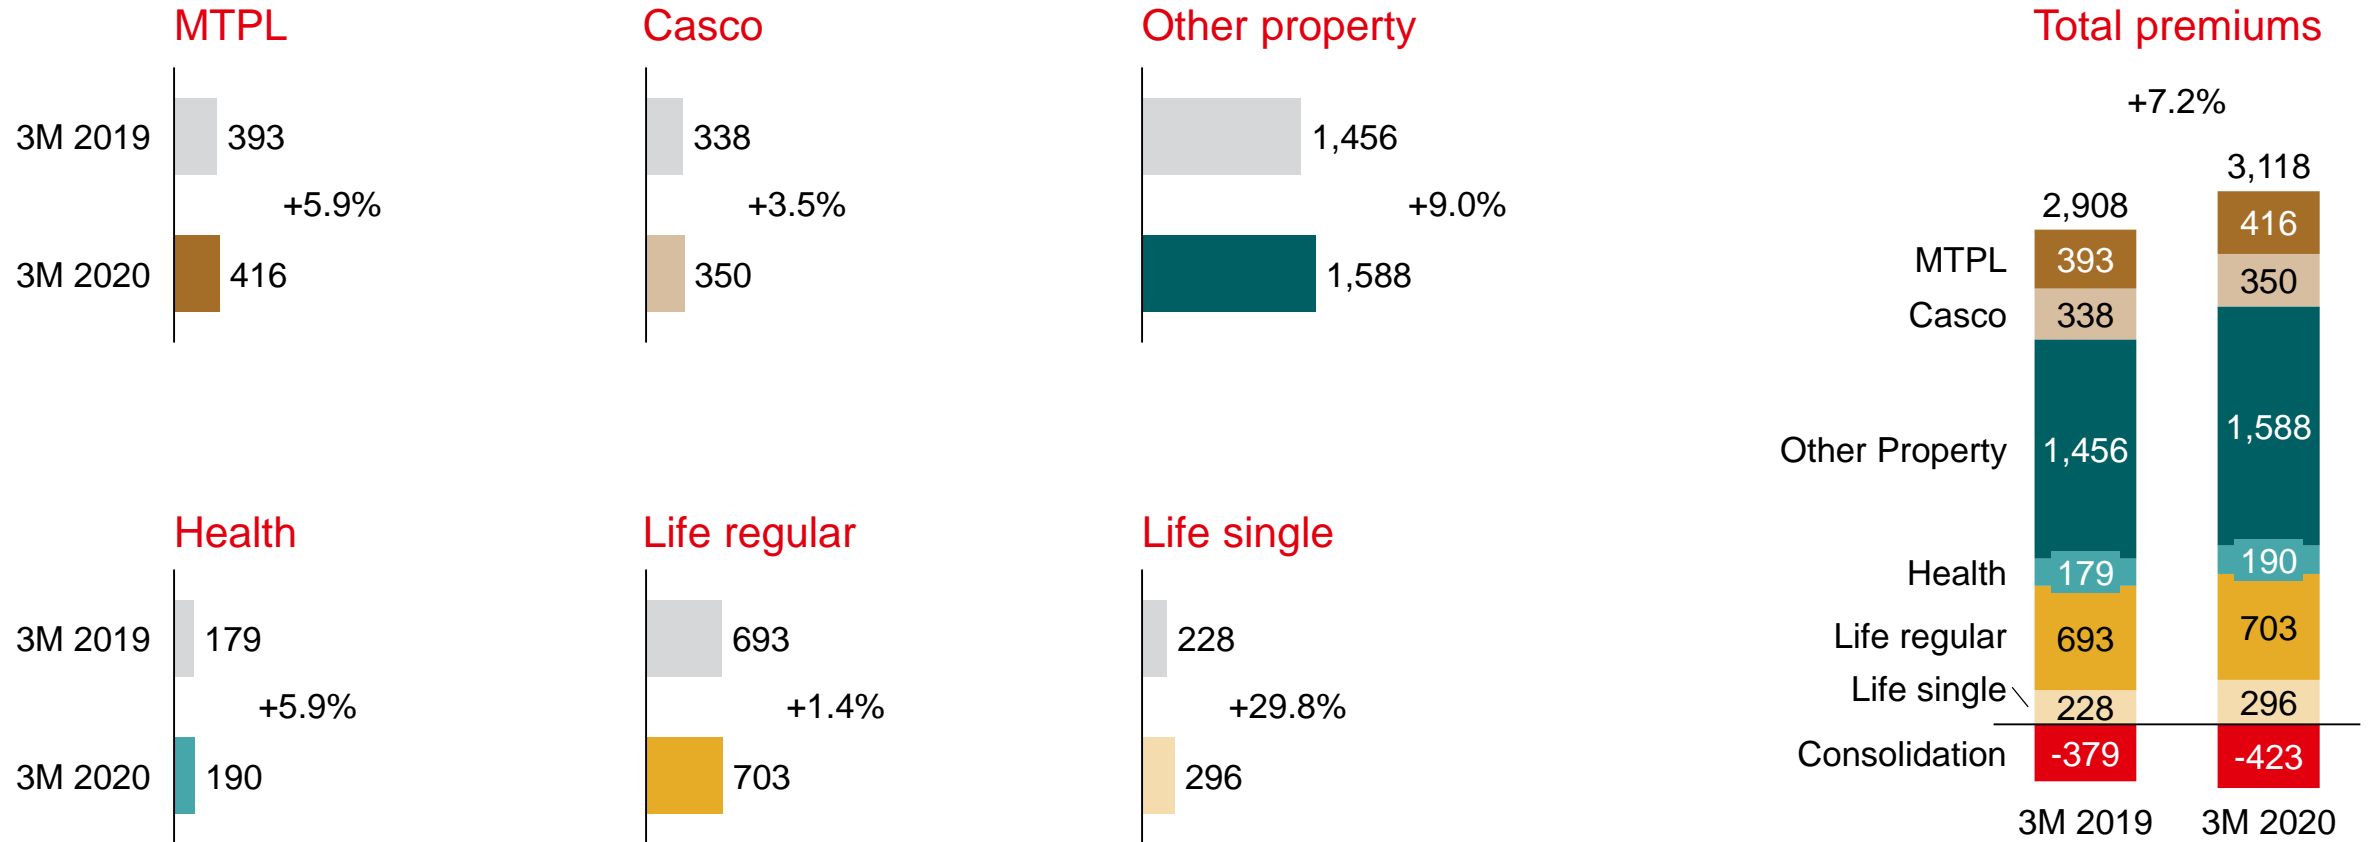 MTPL
3M 2019
393
+5.9%
3M 2020
416
Casco
338
+3.5%
350
Other property
1,456
+9.0%
1,588
Health
3M 2019
179
+5.9%
3M 2020
190
Life regular
693
+1.4%
703
Life single
228
+29.8%
296
Total premiums
+7.2%
2,908
3,118
MTPL
393
416
Casco
338
350
Other Property
1,456
1,588
Health
179
190
Life regular
693
703
Life single
228
296
Consolidation
-379
-423
3M 2019
3M 2020